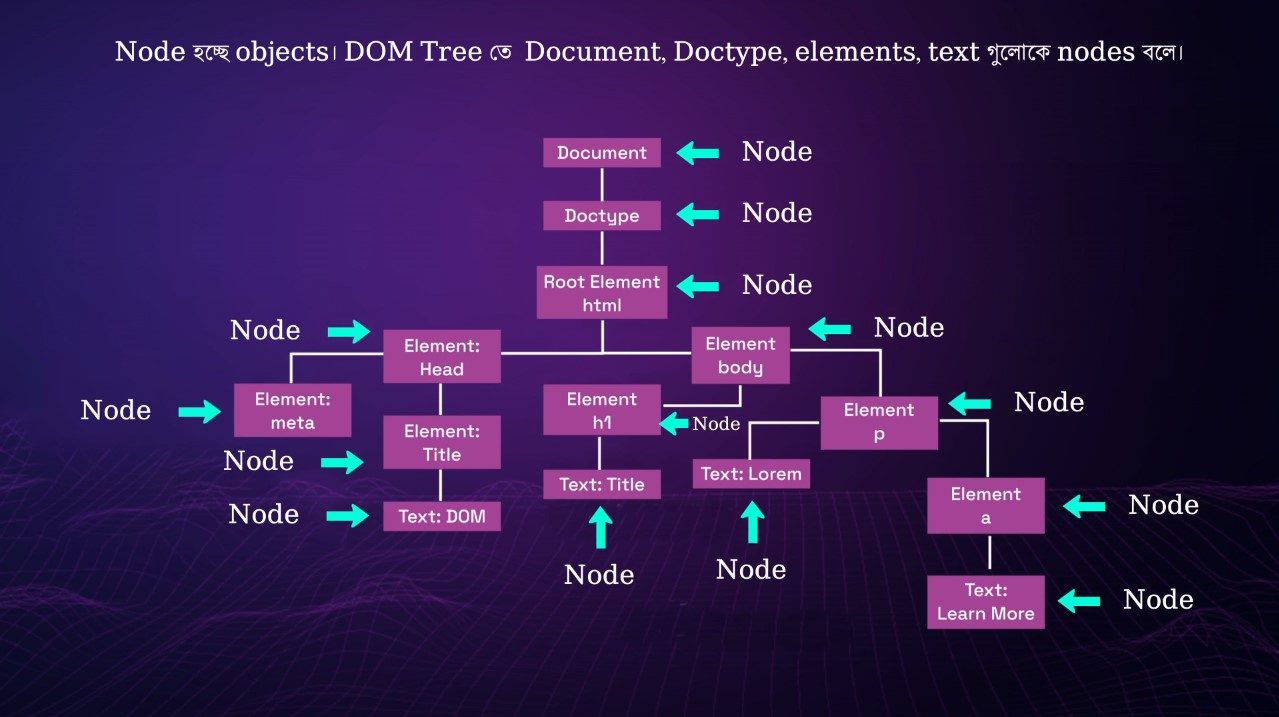 Node হচ্ছে objects। DOM Tree তে Document, Doctype, elements, text গুলোকে nodes বলে।
Document
Node
Doctype
Node
Root Element
html
Node
Node
Element:
Head
Element
body
Node
Node
Element:
meta
Element:
Title
Node
Element
h1
Node
Element
p
Node
Text: Lorem
Node
Text: Title
Node
Node
Text: DOM
Element
a
Node
Text:
Learn More
Node